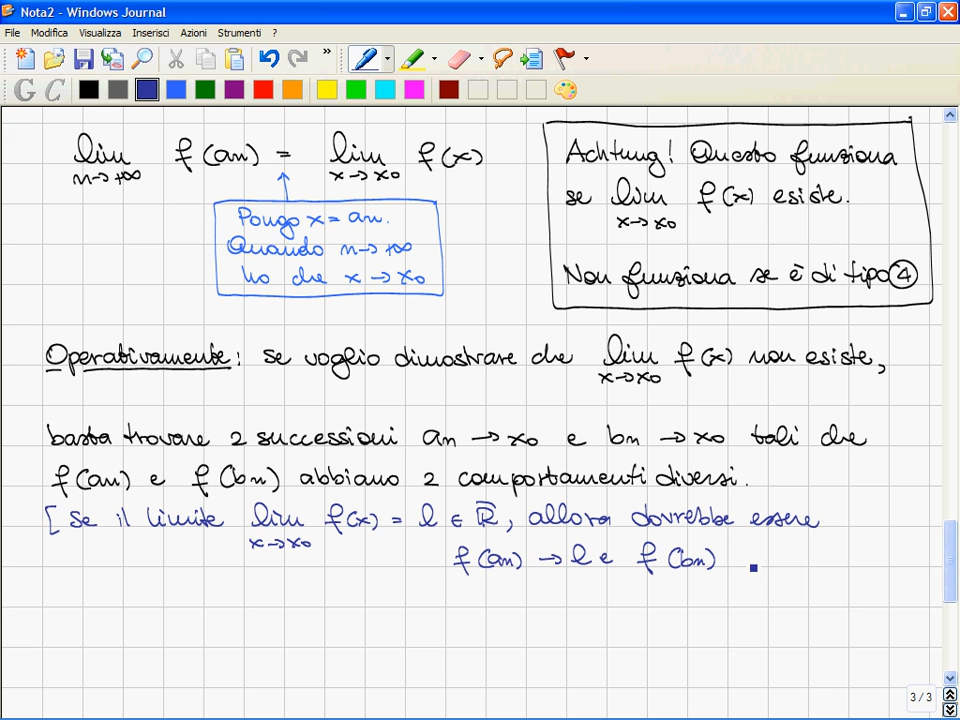 Nota2 - Windows Journal
File Modifica Visualizza Inserisci Azioni Strumenti ?
lim f(an) = lim f(x)
n→+∞ x→x0
Pongo x = an.
Quando n→+∞
ho che x→x0
Achtung! Questo funziona
se lim f(x) esiste.
x→x0
Non funziona se è di tipo 4
Operativamente: se voglio dimostrare che lim f(x) non esiste,
x→x0
basta trovare 2 successioni an → x0 e bn → x0 tali che
f(an) e f(bn) abbiano 2 comportamenti diversi.
[ se il limite lim f(x) = l ∈ R̅, allora dovrebbe essere
x→x0
f(an) → l e f(bn)
3 / 3